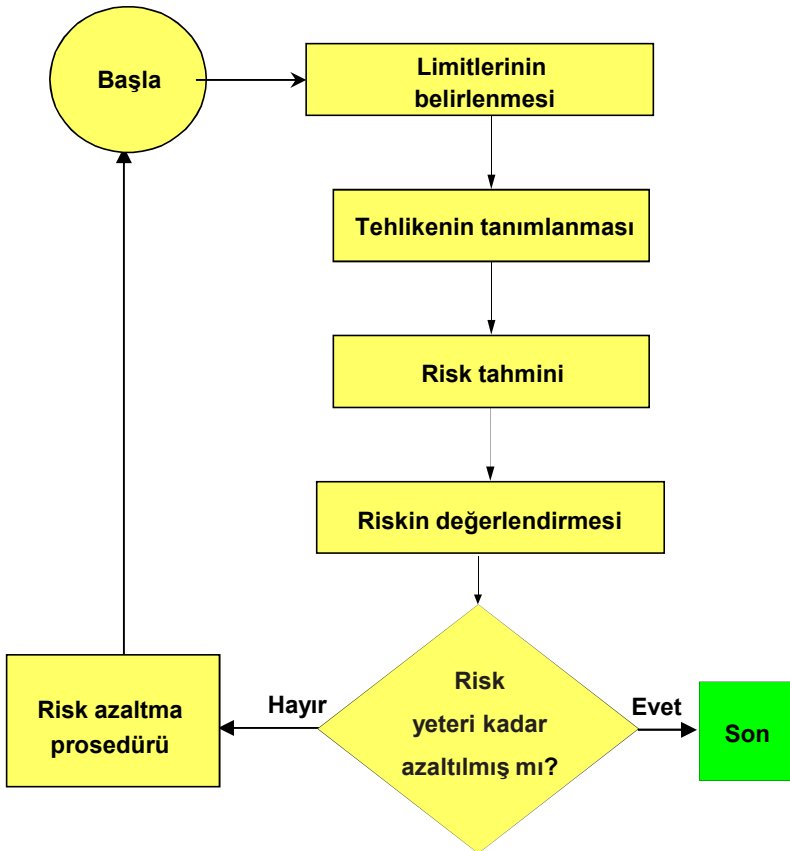 Başla
Limitlerinin
belirlenmesi
Tehlikenin tanımlanması
Risk tahmini
Riskin değerlendirmesi
Risk
yeteri kadar
azaltılmış mı?
Hayır
Evet
Risk azaltma
prosedürü
Son